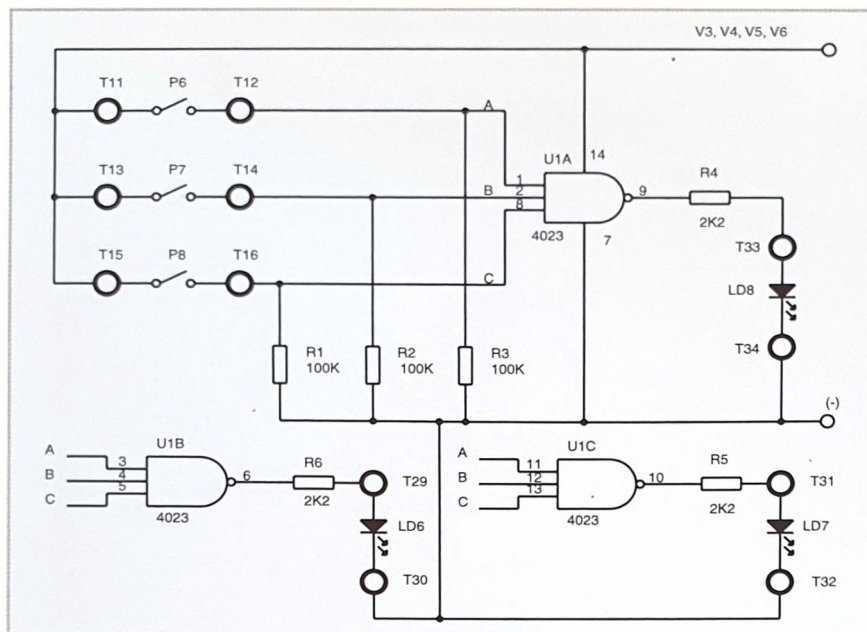 V3, V4, V5, V6
T11 P6 T12
A
U1A 14
T13 P7 T14
1
B 2
8
9
R4
4023
7
2K2
T33
T15 P8 T16
C
LD8
T34
R1
100K
R2
100K
R3
100K
(-)
U1B
A 3
B 4
C 5
6
4023
R6
2K2
T29
LD6
T30
U1C
A 11
B 12
C 13
10
4023
R5
2K2
T31
LD7
T32